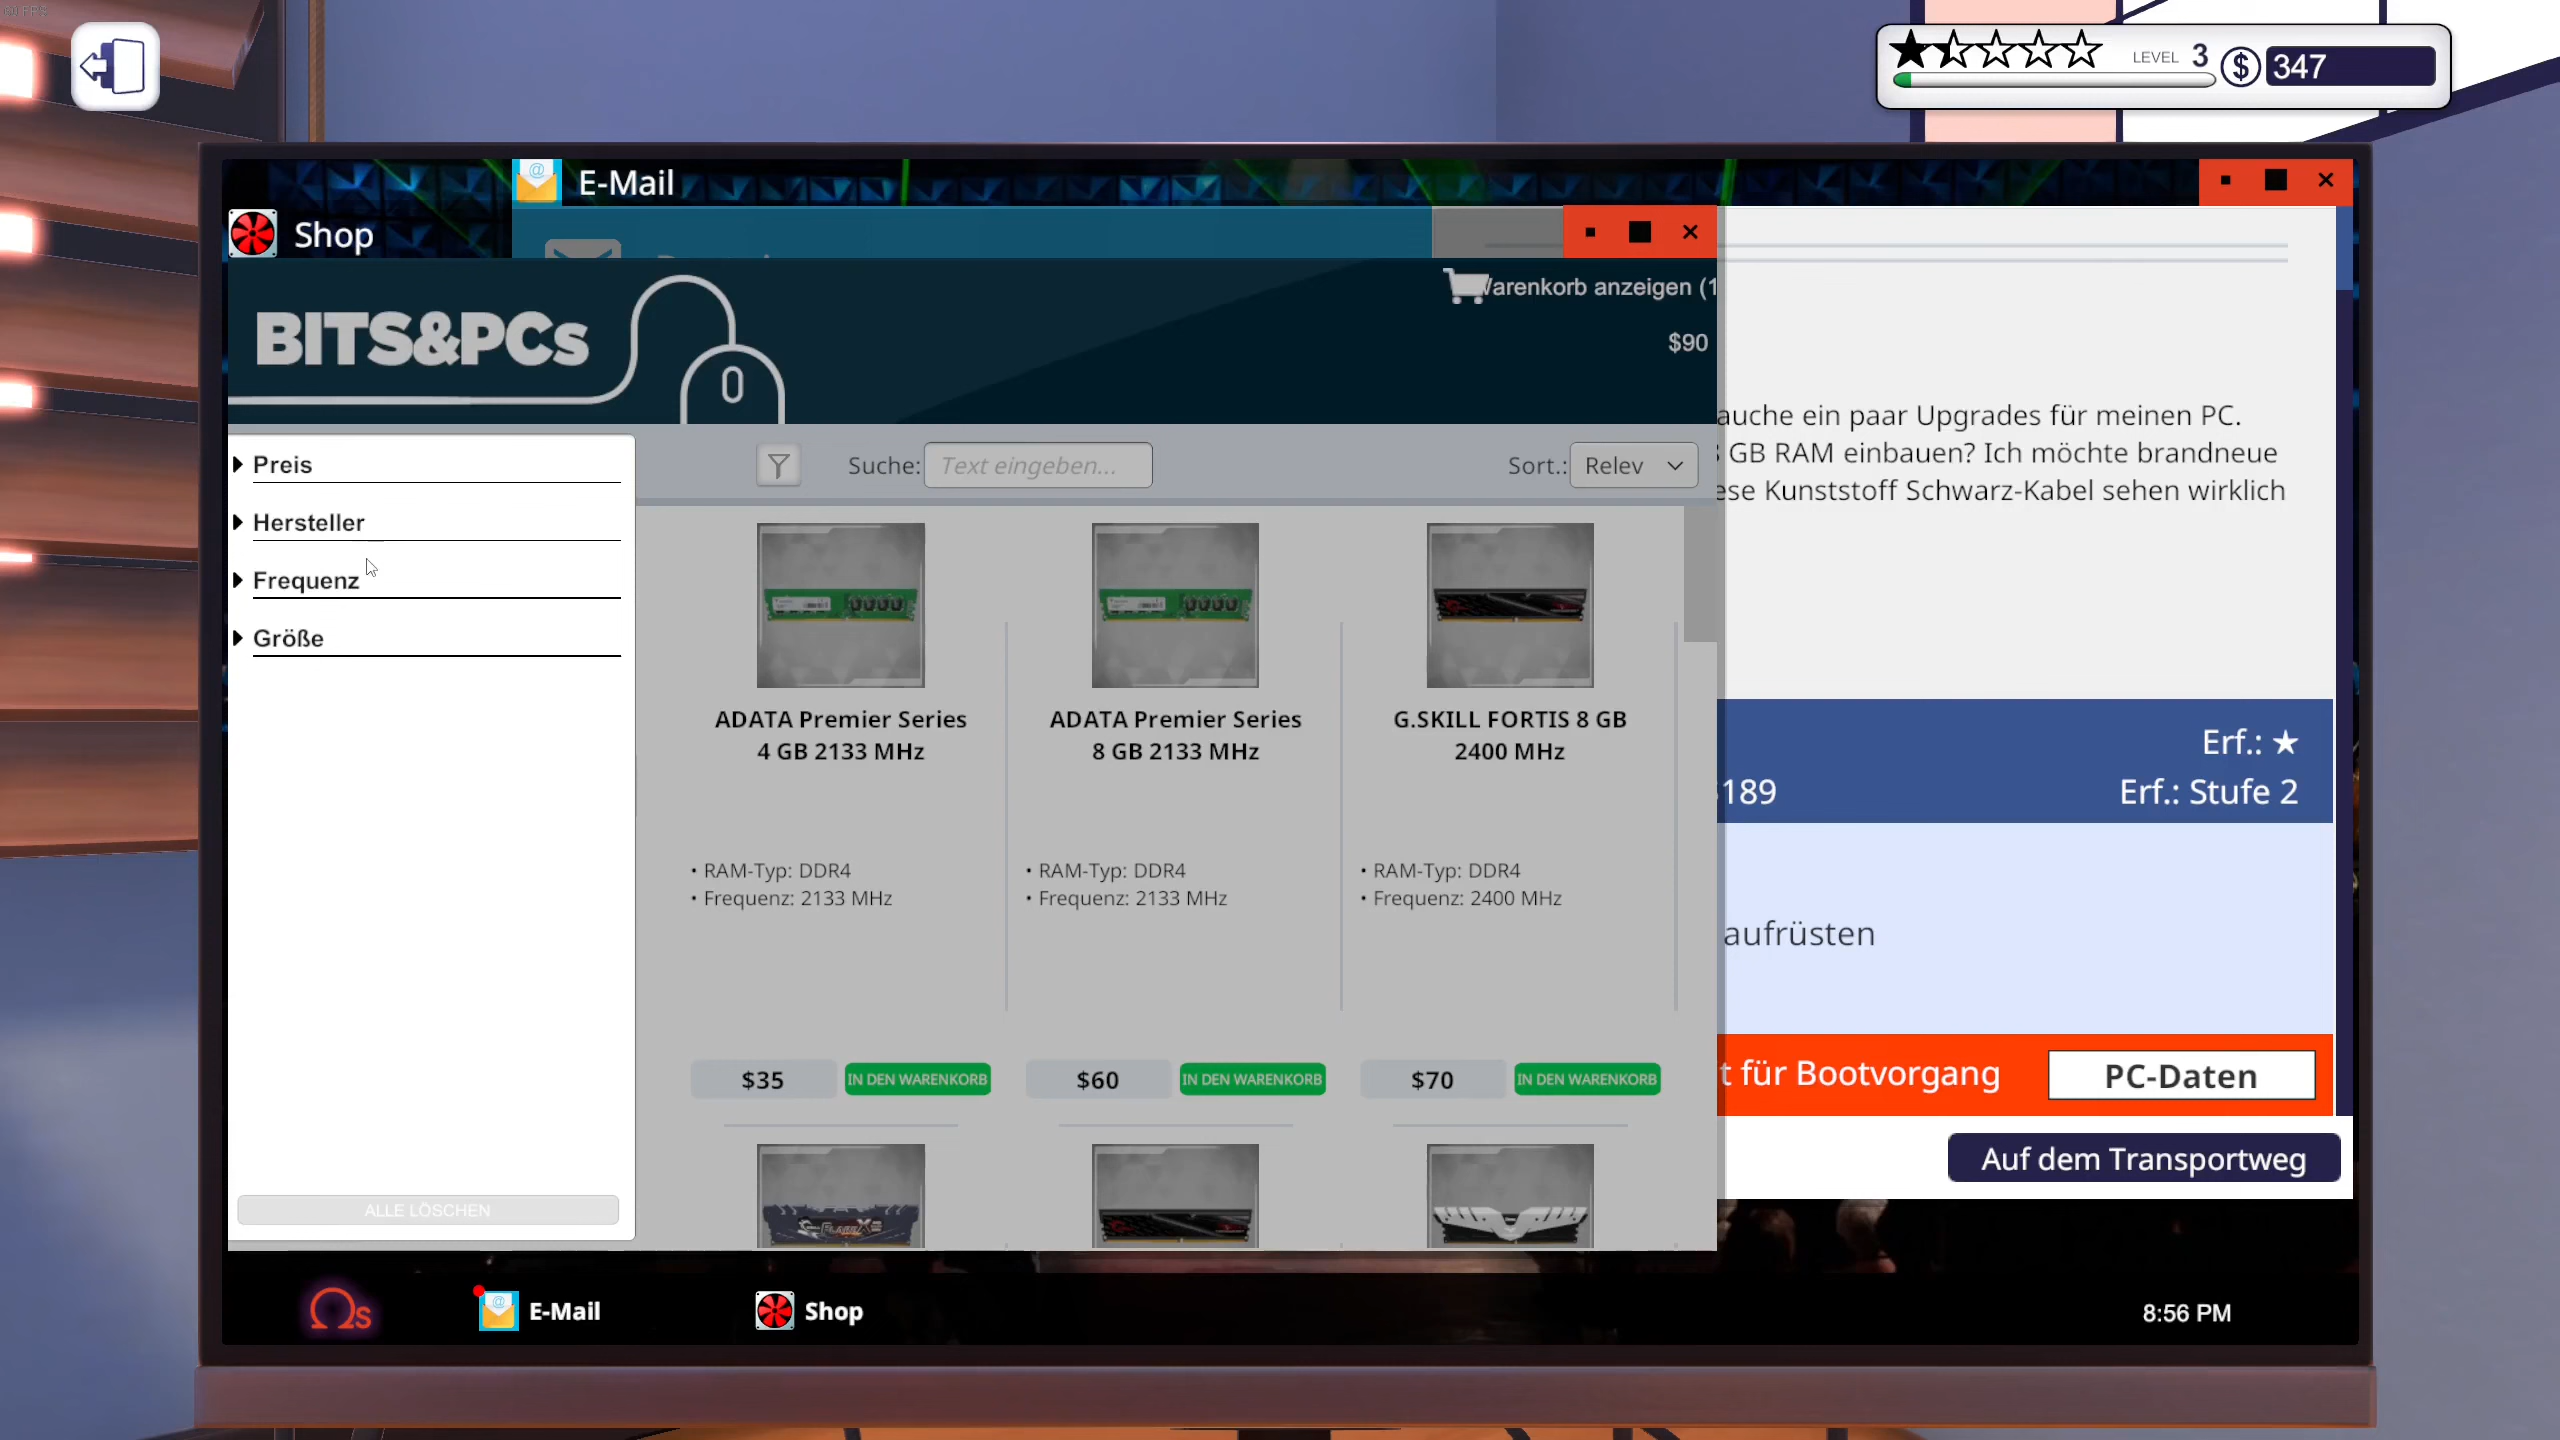 LEVEL 3
$ 347
E-Mail
Shop
BITS&PCs
arenkorb anzeigen (1
$90
Preis
Hersteller
Frequenz
Größe
ALLE LÖSCHEN
Suche: Text eingeben...
Sort.: Relev
ADATA Premier Series
4 GB 2133 MHz
• RAM-Typ: DDR4
• Frequenz: 2133 MHz
$35
IN DEN WARENKORB
ADATA Premier Series
8 GB 2133 MHz
• RAM-Typ: DDR4
• Frequenz: 2133 MHz
$60
IN DEN WARENKORB
G.SKILL FORTIS 8 GB
2400 MHz
• RAM-Typ: DDR4
• Frequenz: 2400 MHz
$70
IN DEN WARENKORB
auche ein paar Upgrades für meinen PC.
GB RAM einbauen? Ich möchte brandneue
ese Kunststoff Schwarz-Kabel sehen wirklich
Erf.: ★
189
Erf.: Stufe 2
aufrüsten
t für Bootvorgang
PC-Daten
Auf dem Transportweg
Ωs
E-Mail
Shop
8:56 PM